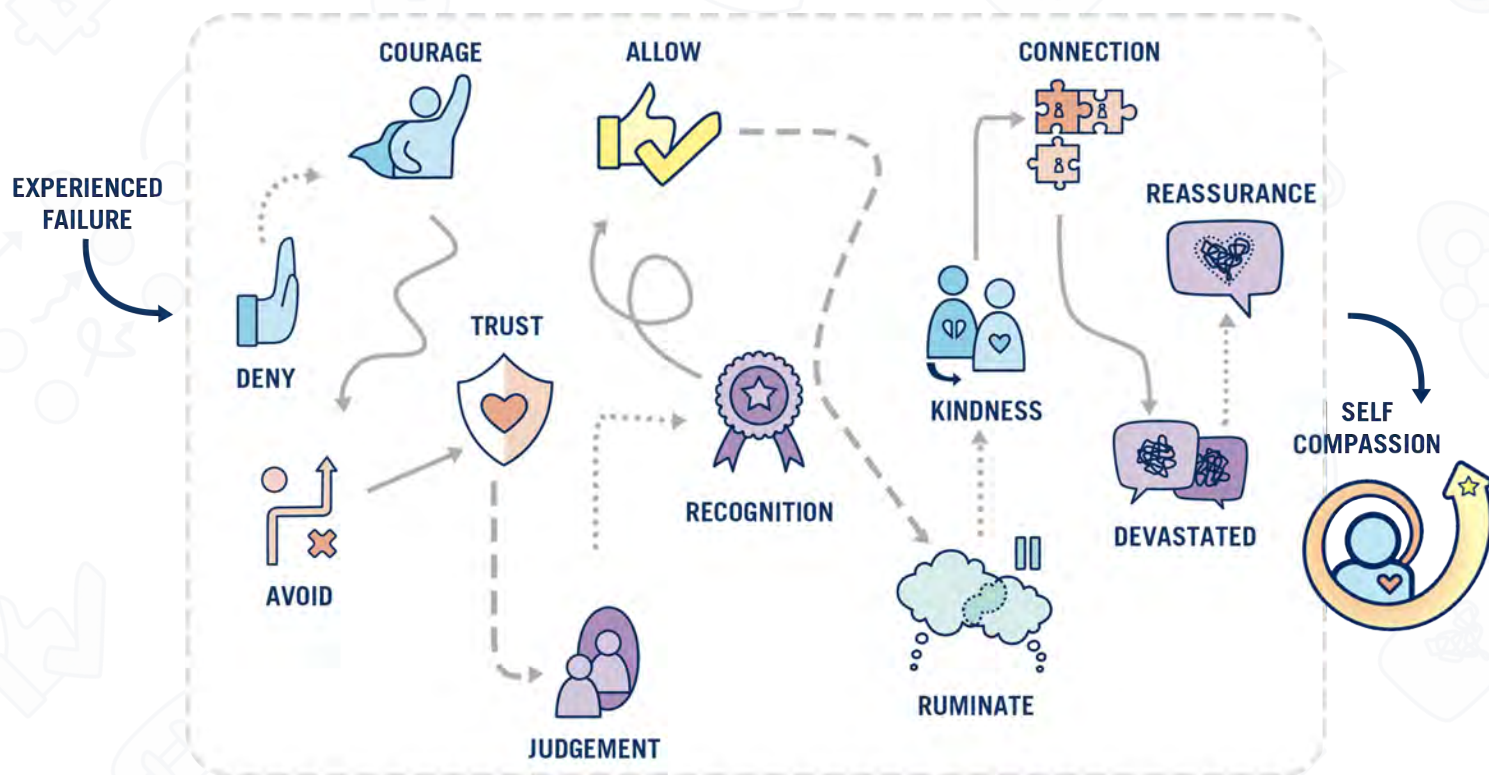 EXPERIENCED
FAILURE
DENY
COURAGE
AVOID
TRUST
JUDGEMENT
RECOGNITION
ALLOW
RUMINATE
KINDNESS
CONNECTION
DEVASTATED
REASSURANCE
SELF
COMPASSION